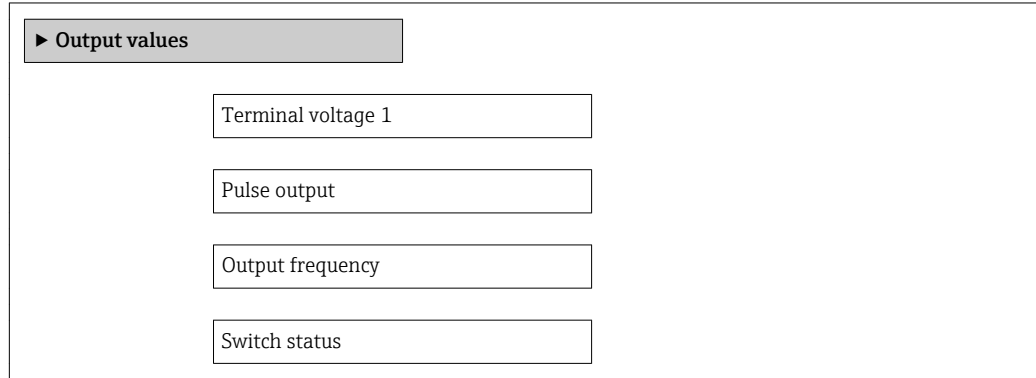 ► Output values
Terminal voltage 1
Pulse output
Output frequency
Switch status